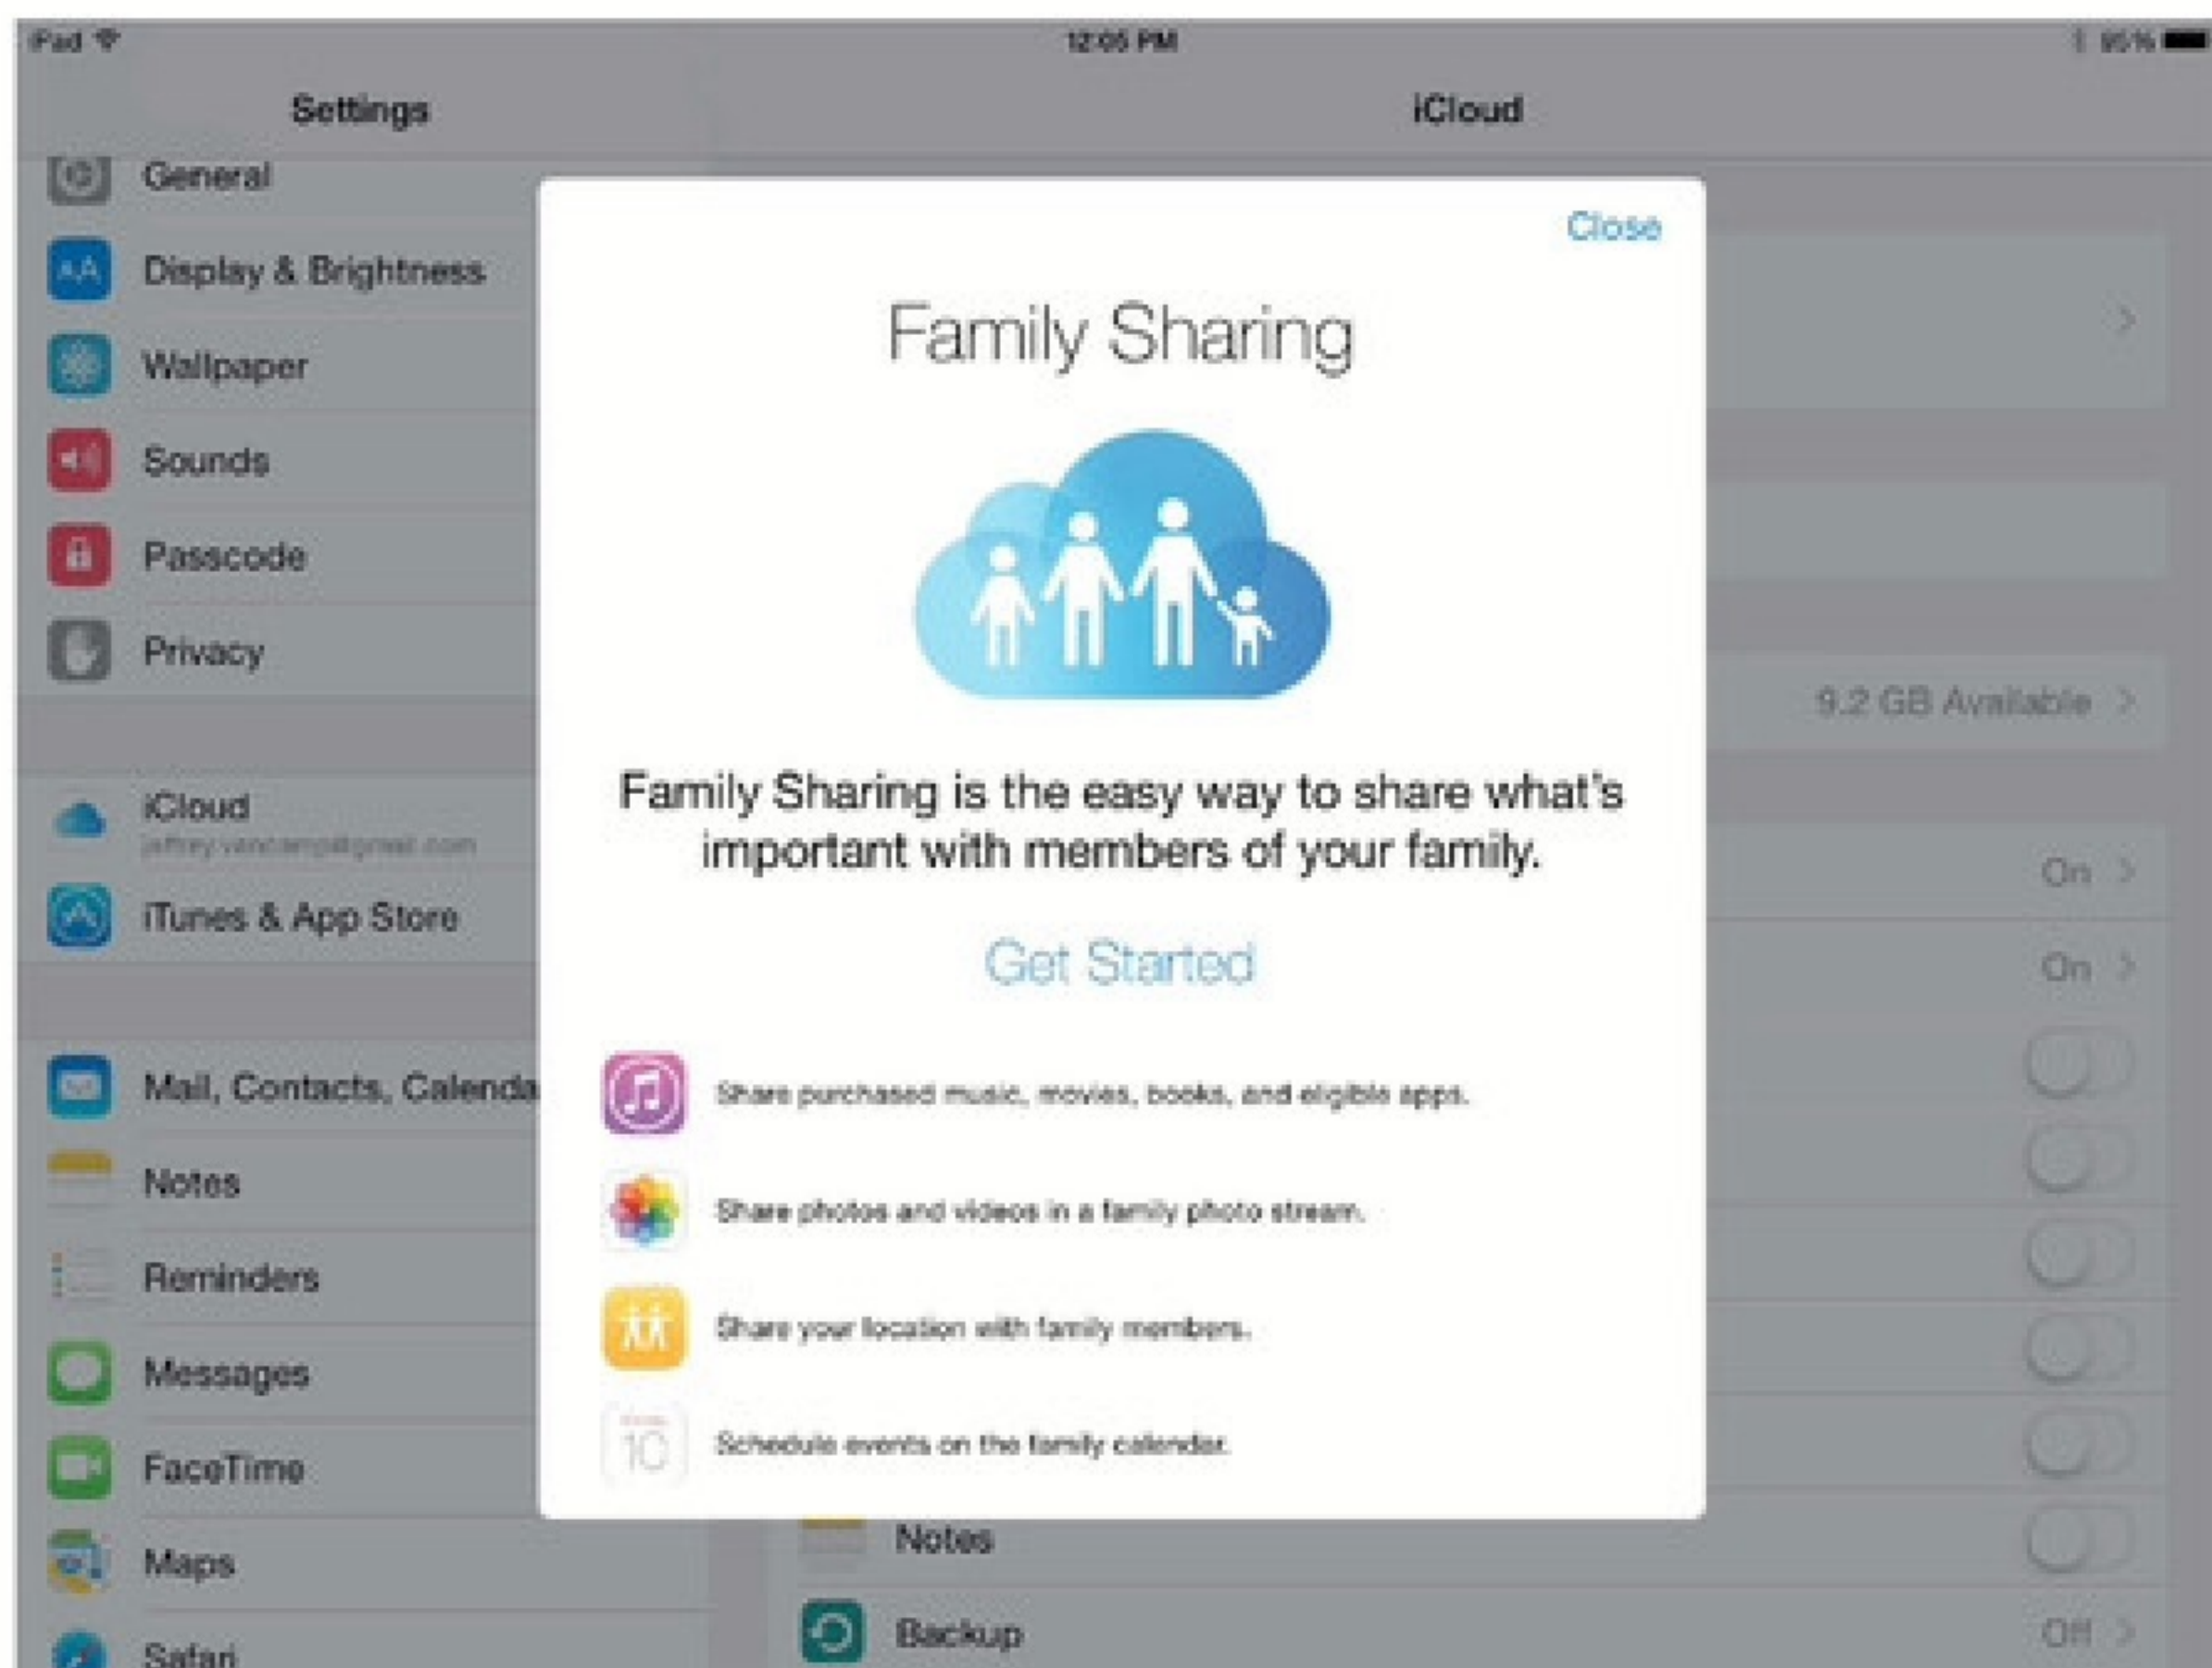 iPad
12:05 PM
95%
Settings
iCloud
General
Display & Brightness
Wallpaper
Sounds
Passcode
Privacy
iCloud
iTunes & App Store
Mail, Contacts, Calenda
Notes
Reminders
Messages
FaceTime
Maps
Safari
Close
Family Sharing
Family Sharing is the easy way to share what's
important with members of your family.
Get Started
Share purchased music, movies, books, and eligible apps.
Share photos and videos in a family photo stream.
Share your location with family members.
10
Schedule events on the family calendar.
9.2 GB Available
On
On
Notes
Backup
Off